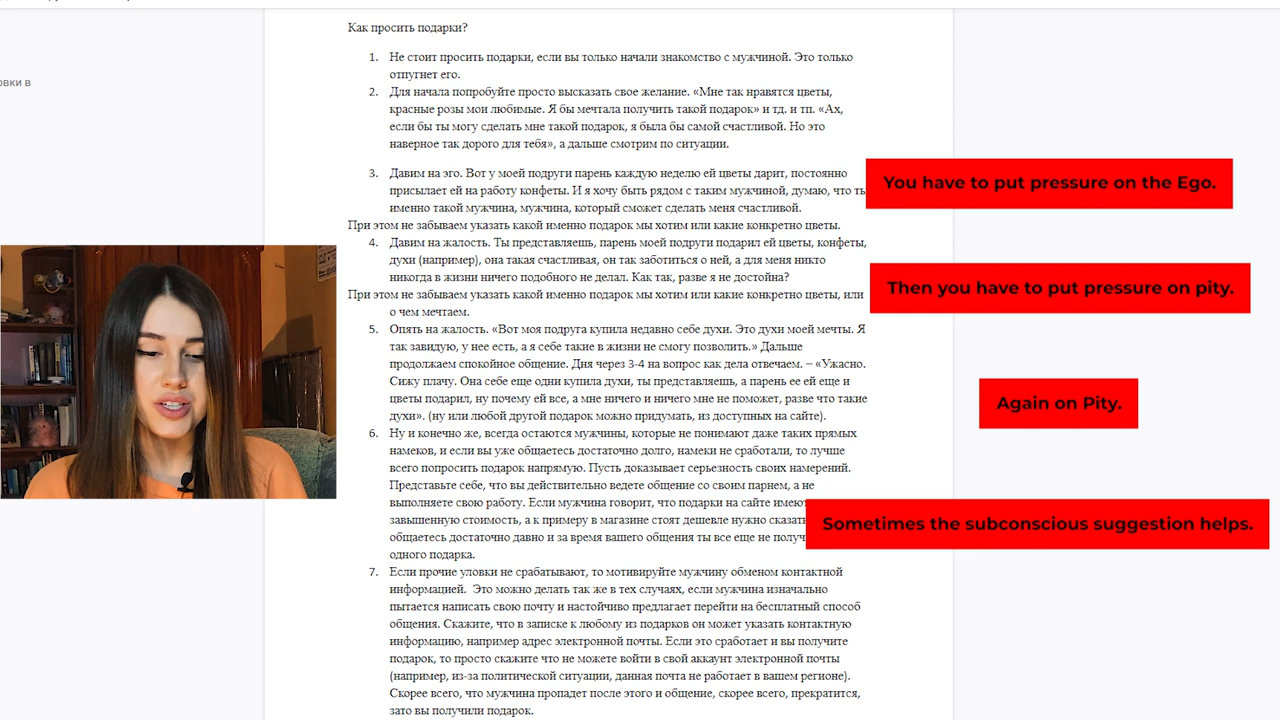 овки в
Как просить подарки?
1. Не стоит просить подарки, если вы только начали знакомство с мужчиной. Это только
отпугнет его.
2. Для начала попробуйте просто высказать свое желание. «Мне так нравятся цветы,
красные розы мои любимые. Я бы мечтала получить такой подарок» и тд. и тп. «Ах,
если бы ты могу сделать мне такой подарок, я была бы самой счастливой. Но это
наверное так дорого для тебя», а дальше смотрим по ситуации.
3. Давим на эго. Вот у моей подруги парень каждую неделю ей цветы дарит, постоянно
присылает ей на работу конфеты. И я хочу быть рядом с таким мужчиной, думаю, что ты
именно такой мужчина, мужчина, который сможет сделать меня счастливой.
You have to put pressure on the Ego.
При этом не забываем указать какой именно подарок мы хотим или какие конкретно цветы.
4. Давим на жалость. Ты представляешь, парень моей подруги подарил ей цветы, конфеты,
духи (например), она такая счастливая, он так заботиться о ней, а для меня никто
никогда в жизни ничего подобного не делал. Как так, разве я не достойна?
Then you have to put pressure on pity.
При этом не забываем указать какой именно подарок мы хотим или какие конкретно цветы, или
о чем мечтаем.
5. Опять на жалость. «Вот моя подруга купила недавно себе духи. Это духи моей мечты. Я
так завидую, у нее есть, а я себе такие в жизни не смогу позволить.» Дальше
продолжаем спокойное общение. Дня через 3-4 на вопрос как дела отвечаем. – «Ужасно.
Сижу плачу. Она себе еще одни купила духи, ты представляешь, а парень ее ей еще и
цветы подарил, ну почему ей все, а мне ничего и ничего мне не поможет, разве что такие
духи». (ну или любой другой подарок можно придумать, из доступных на сайте).
Again on Pity.
6. Ну и конечно же, всегда остаются мужчины, которые не понимают даже таких прямых
намеков, и если вы уже общаетесь достаточно долго, намеки не сработали, то лучше
всего попросить подарок напрямую. Пусть доказывает серьезность своих намерений.
Представьте себе, что вы действительно ведете общение со своим парнем, а не
выполняете свою работу. Если мужчина говорит, что подарки на сайте имеют
завышенную стоимость, а к примеру в магазине стоят дешевле нужно сказать
общаетесь достаточно давно и за время вашего общения ты все еще не получ
одного подарка.
Sometimes the subconscious suggestion helps.
7. Если прочие уловки не срабатывают, то мотивируйте мужчину обменом контактной
информацией. Это можно делать так же в тех случаях, если мужчина изначально
пытается написать свою почту и настойчиво предлагает перейти на бесплатный способ
общения. Скажите, что в записке к любому из подарков он может указать контактную
информацию, например адрес электронной почты. Если это сработает и вы получите
подарок, то просто скажите что не можете войти в свой аккаунт электронной почты
(например, из-за политической ситуации, данная почта не работает в вашем регионе).
Скорее всего, что мужчина пропадет после этого и общение, скорее всего, прекратится,
зато вы получили подарок.